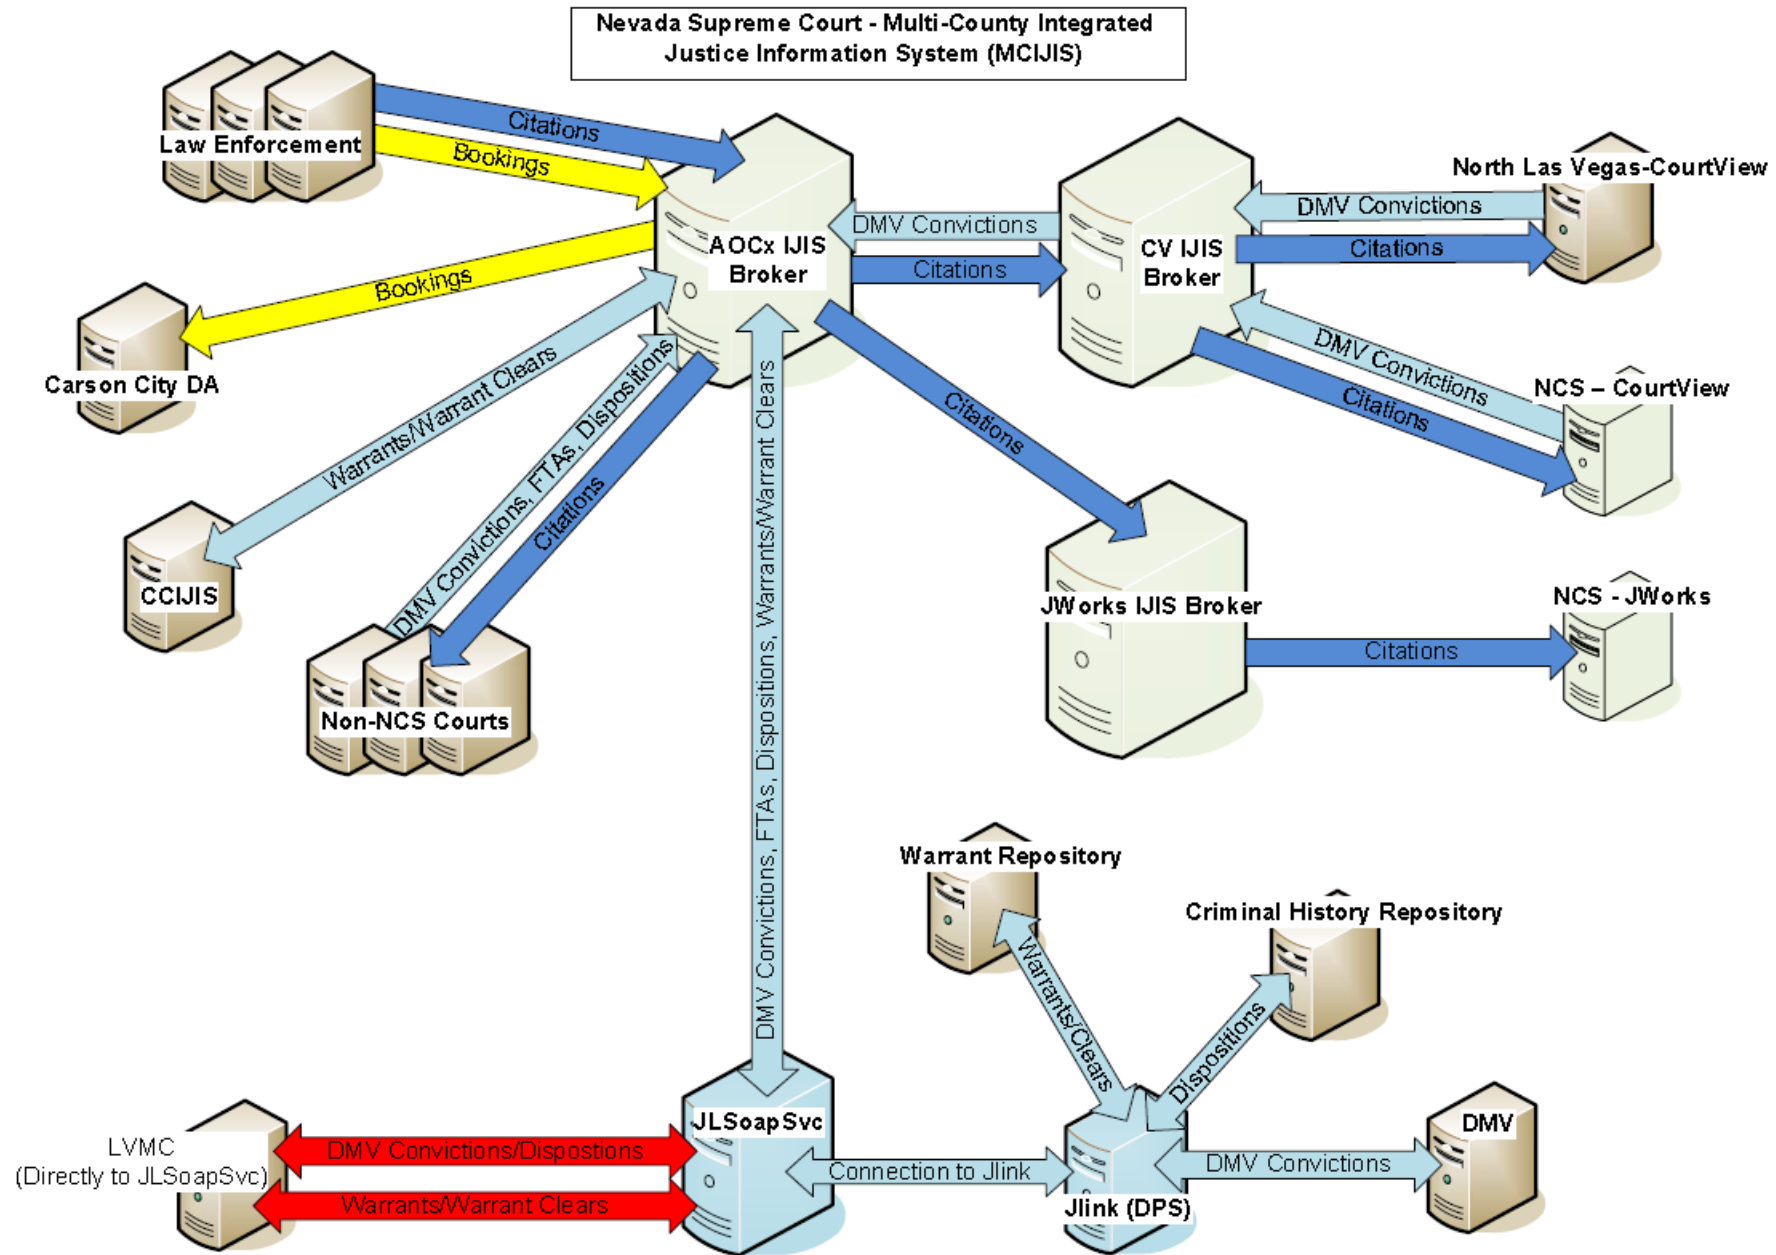 Nevada Supreme Court - Multi-County Integrated
Justice Information System (MCIJIS)
Law Enforcement
Citations
Bookings
AOCx IJIS
Broker
DMV Convictions
Citations
CV IJIS
Broker
North Las Vegas-CourtView
DMV Convictions
Citations
DMV Convictions
Citations
NCS – CourtView
Bookings
Carson City DA
Warrants/Warrant Clears
CCIJIS
DMV Convictions, FTAs, Dispositions
Citations
Non-NCS Courts
Citations
JWorks IJIS Broker
Citations
NCS - JWorks
DMV Convictions, FTAs, Dispositions, Warrants/Warrant Clears
Warrant Repository
Criminal History Repository
Warrants/Clears
Dispositions
LVMC
(Directly to JLSoapSvc)
DMV Convictions/Dispostions
Warrants/Warrant Clears
JLSoapSvc
Connection to Jlink
Jlink (DPS)
DMV Convictions
DMV